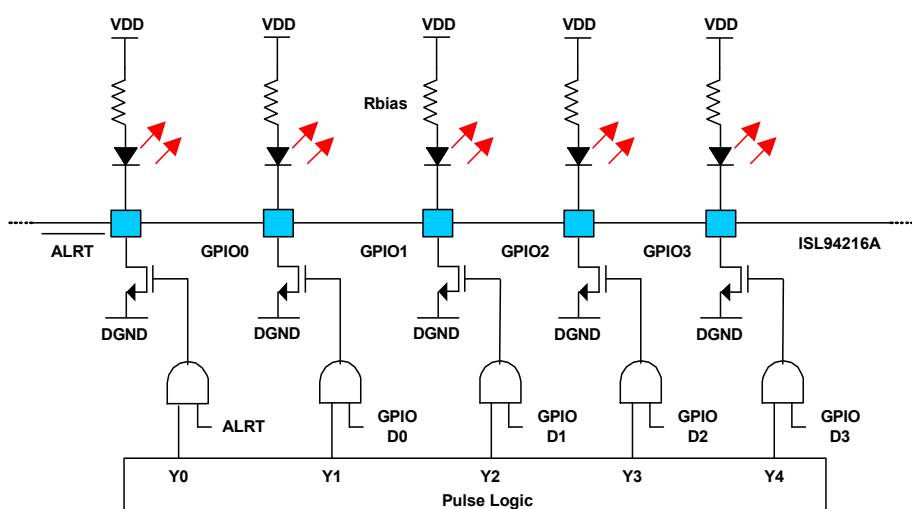 VDD VDD VDD VDD VDD
Rbias
ALRT GPIO0 GPIO1 GPIO2 GPIO3 ISL94216A
DGND DGND DGND DGND DGND
ALRT GPIO D0 GPIO D1 GPIO D2 GPIO D3
Y0 Y1 Y2 Y3 Y4
Pulse Logic